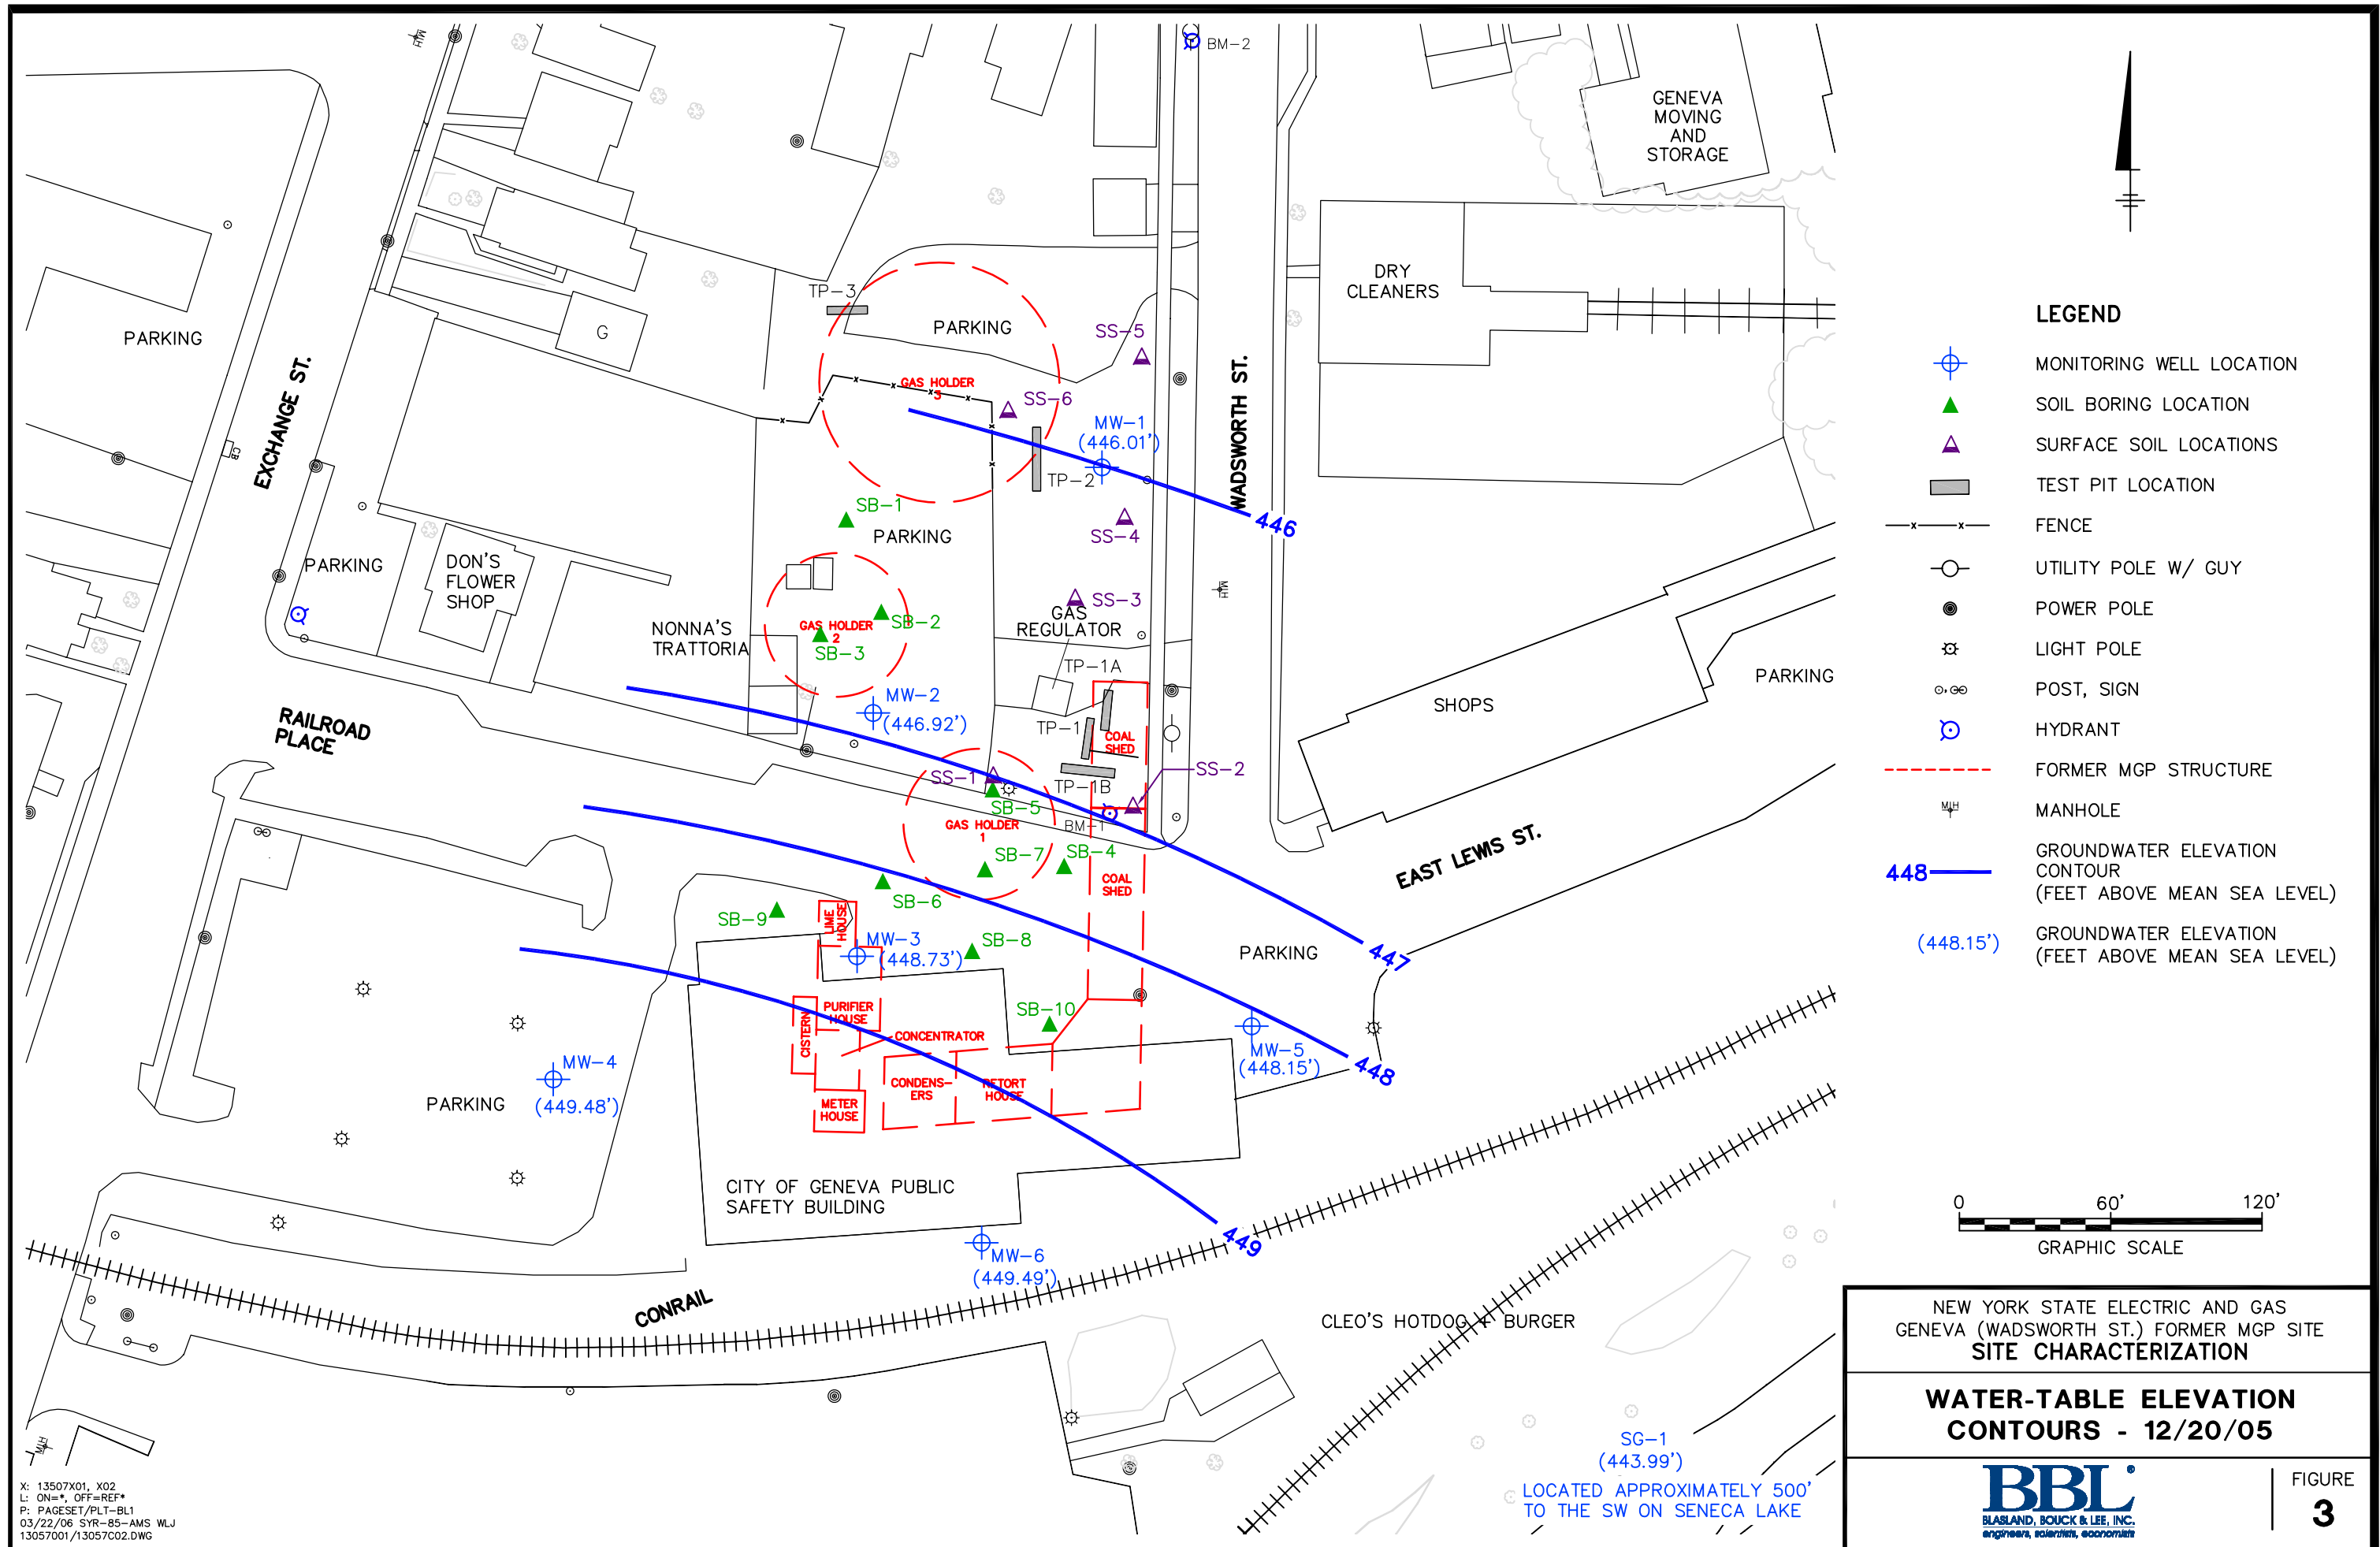 BM-2
GENEVA
MOVING
AND
STORAGE
DRY
CLEANERS
PARKING
G
TP-3
PARKING
SS-5
GAS HOLDER
3
SS-6
MW-1
(446.01')
EXCHANGE ST.
WADSWORTH ST.
CB
TP-2
SB-1
PARKING
446
SS-4
PARKING
DON'S
FLOWER
SHOP
SS-3
GAS
REGULATOR
SB-2
GAS HOLDER
2
SB-3
NONNA'S
TRATTORIA
TP-1A
PARKING
MW-2
(446.92')
SHOPS
RAILROAD
PLACE
TP-1
COAL
SHED
SS-1
SS-2
TP-1B
SB-5
GAS HOLDER
1
BM-1
SB-7
SB-4
COAL
SHED
EAST LEWIS ST.
SB-6
SB-9
LIME
HOUSE
MW-3
(448.73')
SB-8
PARKING
447
PURIFIER
HOUSE
CISTERN
CONCENTRATOR
SB-10
MW-5
(448.15')
448
MW-4
(449.48')
PARKING
CONDENS-
ERS
RETORT
HOUSE
METER
HOUSE
CITY OF GENEVA PUBLIC
SAFETY BUILDING
449
MW-6
(449.49')
CONRAIL
CLEO'S HOTDOG + BURGER
SG-1
(443.99')
LOCATED APPROXIMATELY 500'
TO THE SW ON SENECA LAKE
MH
MH
MH
LEGEND
MONITORING WELL LOCATION
SOIL BORING LOCATION
SURFACE SOIL LOCATIONS
TEST PIT LOCATION
x x FENCE
UTILITY POLE W/ GUY
POWER POLE
LIGHT POLE
POST, SIGN
HYDRANT
FORMER MGP STRUCTURE
MH MANHOLE
448 GROUNDWATER ELEVATION
CONTOUR
(FEET ABOVE MEAN SEA LEVEL)
(448.15') GROUNDWATER ELEVATION
(FEET ABOVE MEAN SEA LEVEL)
0 60' 120'
GRAPHIC SCALE
NEW YORK STATE ELECTRIC AND GAS
GENEVA (WADSWORTH ST.) FORMER MGP SITE
SITE CHARACTERIZATION
WATER-TABLE ELEVATION
CONTOURS - 12/20/05
BBL®
BLASLAND, BOUCK & LEE, INC.
engineers, scientists, economists
FIGURE
3
X: 13507X01, X02
L: ON=*, OFF=REF*
P: PAGESET/PLT-BL1
03/22/06 SYR-85-AMS WLJ
13057001/13057C02.DWG